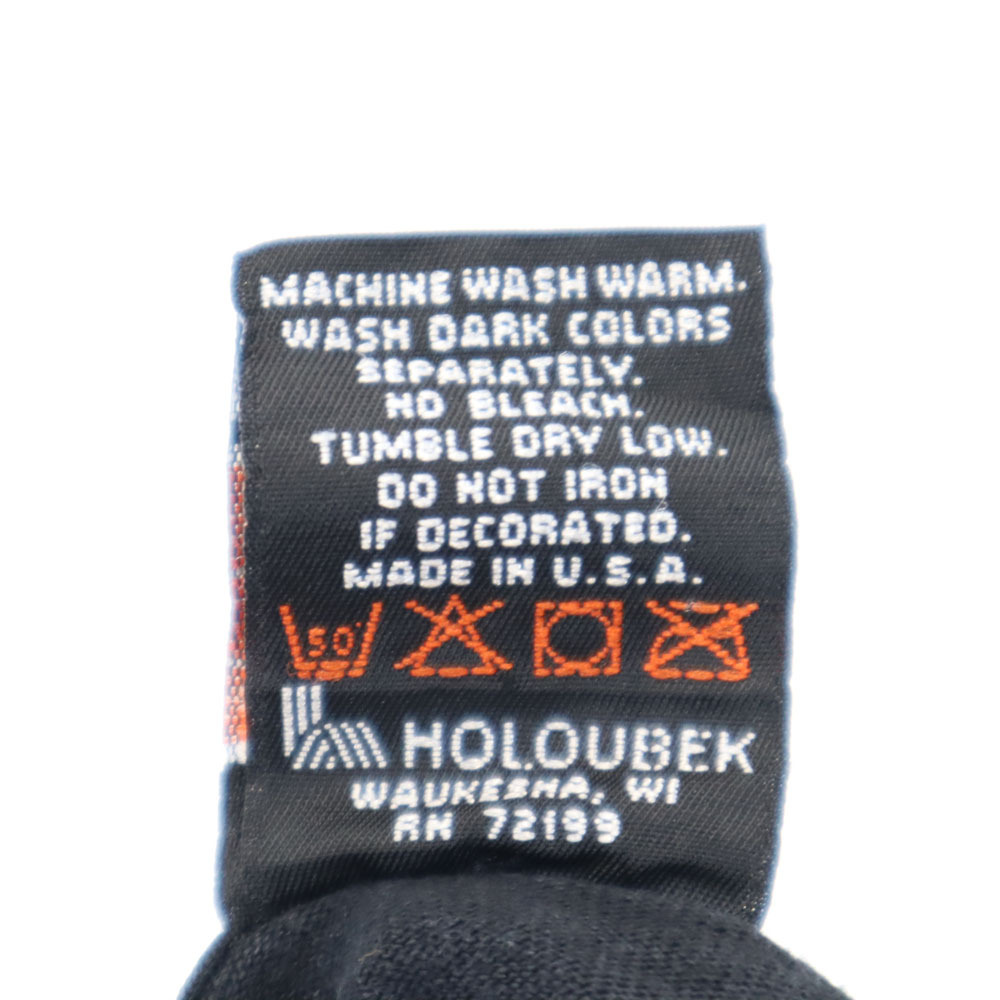 MACHINE WASH WARM.
WASH DARK COLORS
SEPARATELY.
NO BLEACH.
TUMBLE DRY LOW.
DO NOT IRON
IF DECORATED.
MADE IN U.S.A.
50°
HOLOUBEK
WAUKESHA, WI
RN 72199